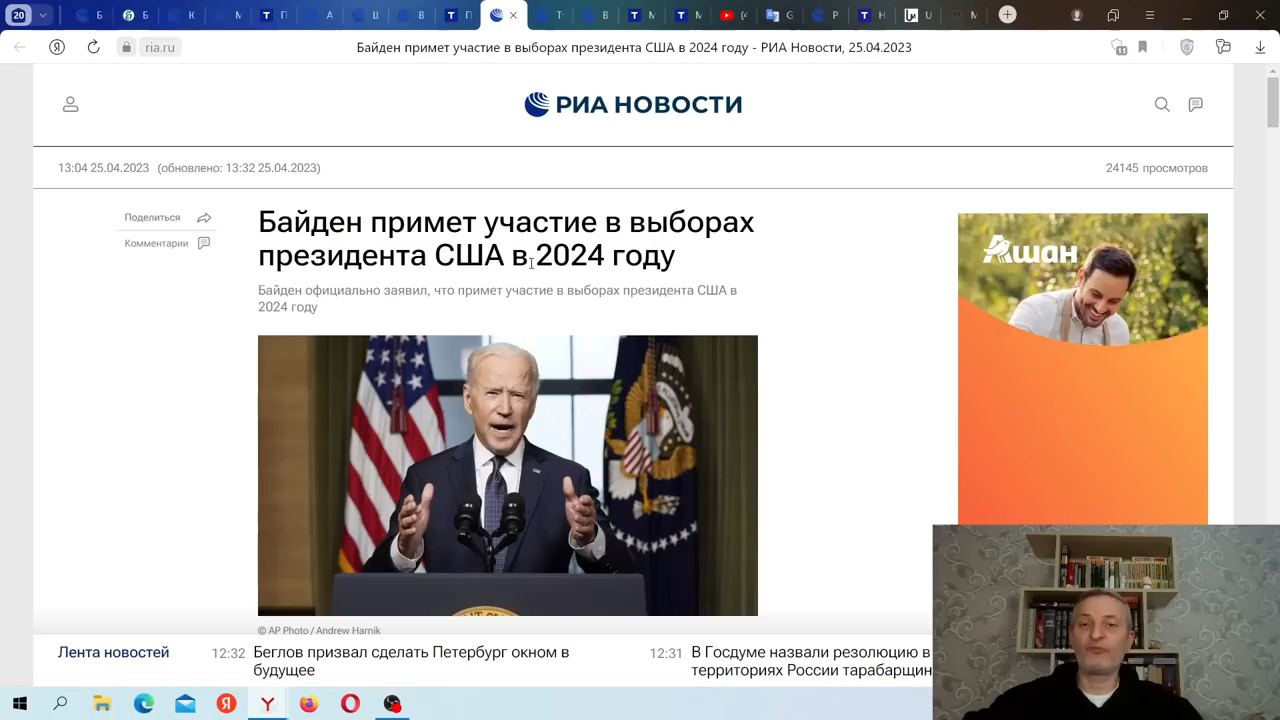 20
ria.ru
Байден примет участие в выборах президента США в 2024 году - РИА Новости, 25.04.2023
11
РИА НОВОСТИ
13:04 25.04.2023 (обновлено: 13:32 25.04.2023)
24145 просмотров
Поделиться
Комментарии
Байден примет участие в выборах
президента США в 2024 году
Байден официально заявил, что примет участие в выборах президента США в
2024 году
Ашан
© AP Photo / Andrew Harnik
Лента новостей
12:32
Беглов призвал сделать Петербург окном в
будущее
12:31
В Госдуме назвали резолюцию в
территориях России тарабарщин